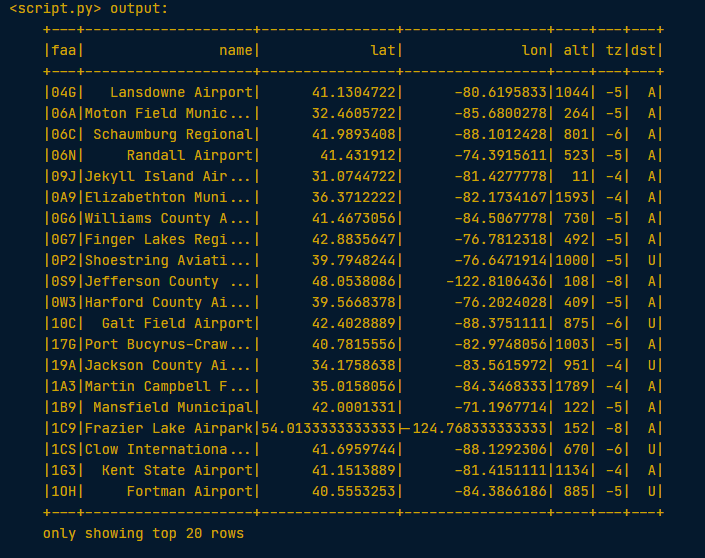 <script.py> output:
+---+--------------------+----------------+-----------------+----+---+---+
|faa|                name|             lat|              lon| alt| tz|dst|
+---+--------------------+----------------+-----------------+----+---+---+
|04G|   Lansdowne Airport|      41.1304722|      -80.6195833|1044| -5|  A|
|06A|Moton Field Munic...|      32.4605722|      -85.6800278| 264| -5|  A|
|06C| Schaumburg Regional|      41.9893408|      -88.1012428| 801| -6|  A|
|06N|     Randall Airport|       41.431912|      -74.3915611| 523| -5|  A|
|09J|Jekyll Island Air...|      31.0744722|      -81.4277778|  11| -4|  A|
|0A9|Elizabethton Muni...|      36.3712222|      -82.1734167|1593| -4|  A|
|0G6|Williams County A...|      41.4673056|      -84.5067778| 730| -5|  A|
|0G7|Finger Lakes Regi...|      42.8835647|      -76.7812318| 492| -5|  A|
|0P2|Shoestring Aviati...|      39.7948244|      -76.6471914|1000| -5|  U|
|0S9|Jefferson County ...|      48.0538086|     -122.8106436| 108| -8|  A|
|0W3|Harford County Ai...|      39.5668378|      -76.2024028| 409| -5|  A|
|10C|  Galt Field Airport|      42.4028889|      -88.3751111| 875| -6|  U|
|17G|Port Bucyrus-Craw...|      40.7815556|      -82.9748056|1003| -5|  A|
|19A|Jackson County Ai...|      34.1758638|      -83.5615972| 951| -4|  U|
|1A3|Martin Campbell F...|      35.0158056|      -84.3468333|1789| -4|  A|
|1B9| Mansfield Municipal|      42.0001331|      -71.1967714| 122| -5|  A|
|1C9|Frazier Lake Airpark|54.0133333333333|-124.768333333333| 152| -8|  A|
|1CS|Clow Internationa...|      41.6959744|      -88.1292306| 670| -6|  U|
|1G3|  Kent State Airport|      41.1513889|      -81.4151111|1134| -4|  A|
|1OH|     Fortman Airport|      40.5553253|      -84.3866186| 885| -5|  U|
+---+--------------------+----------------+-----------------+----+---+---+
only showing top 20 rows